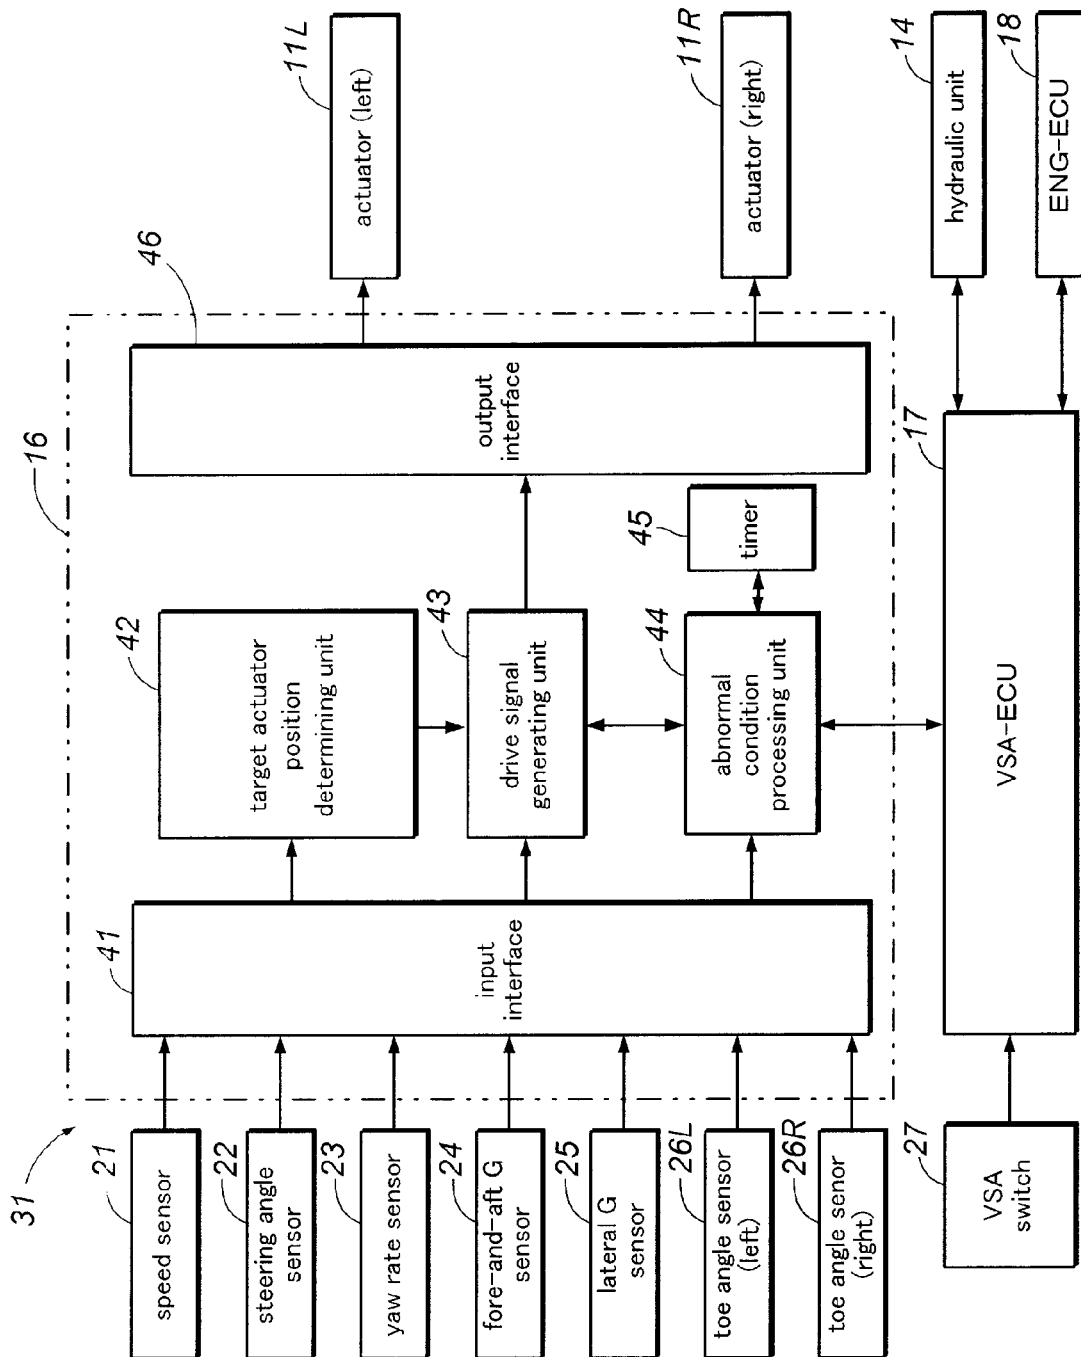 31
16
21
speed sensor
22
steering angle
sensor
23
yaw rate sensor
24
fore-and-aft G
sensor
25
lateral G
sensor
26L
toe angle sensor
(left)
26R
toe angle senor
(right)
27
VSA
switch
41
input
interface
42
target actuator
position
determining unit
43
drive signal
generating unit
44
abnormal
condition
processing unit
45
timer
46
output
interface
17
VSA-ECU
11L
actuator (left)
11R
actuator (right)
14
hydraulic unit
18
ENG-ECU